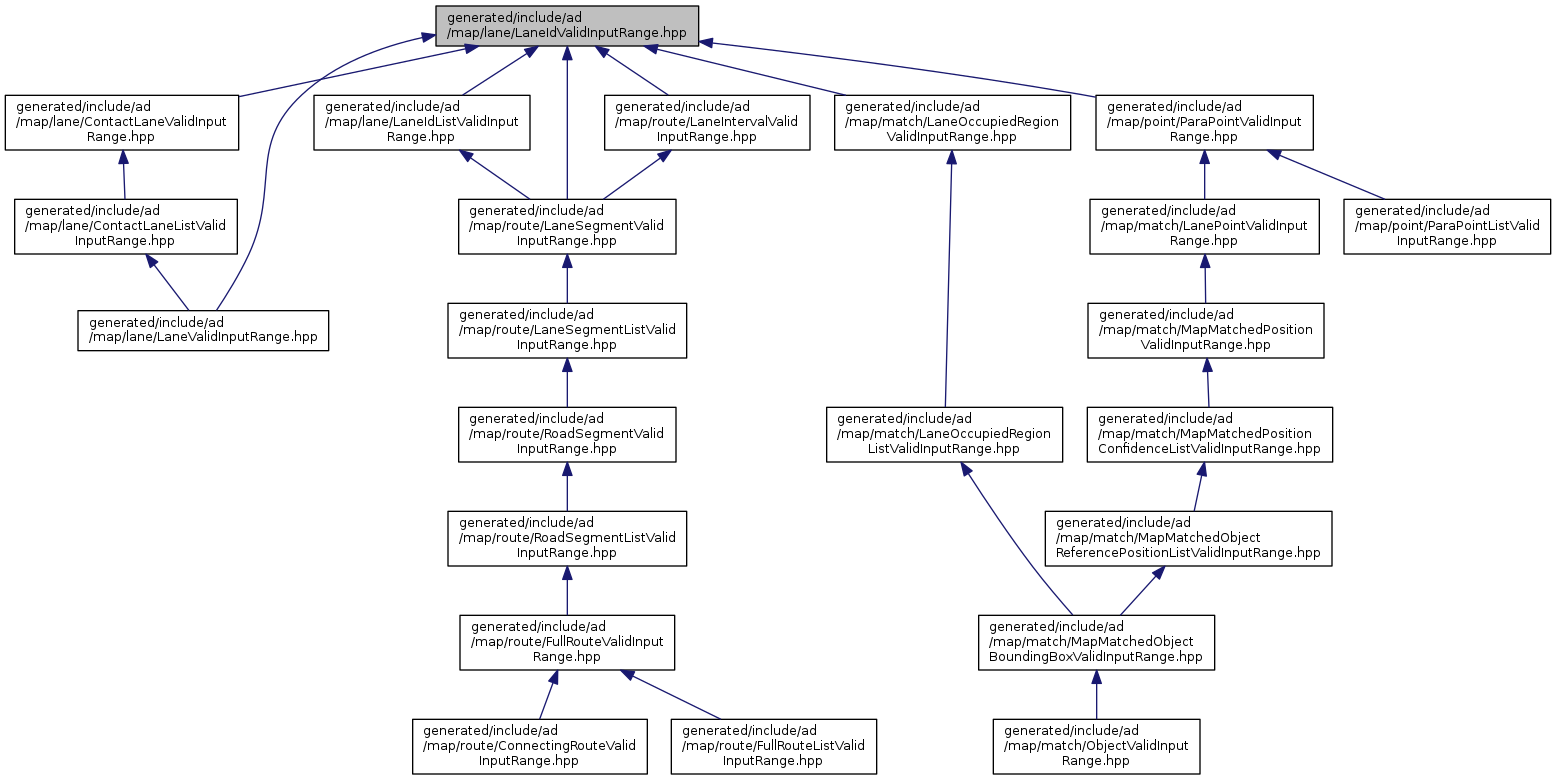 generated/include/ad
/map/lane/LaneIdValidInputRange.hpp
generated/include/ad
/map/lane/ContactLaneValidInput
Range.hpp
generated/include/ad
/map/lane/LaneIdListValidInput
Range.hpp
generated/include/ad
/map/route/LaneIntervalValid
InputRange.hpp
generated/include/ad
/map/match/LaneOccupiedRegion
ValidInputRange.hpp
generated/include/ad
/map/point/ParaPointValidInput
Range.hpp
generated/include/ad
/map/lane/ContactLaneListValid
InputRange.hpp
generated/include/ad
/map/route/LaneSegmentValid
InputRange.hpp
generated/include/ad
/map/match/LanePointValidInput
Range.hpp
generated/include/ad
/map/point/ParaPointListValid
InputRange.hpp
generated/include/ad
/map/lane/LaneValidInputRange.hpp
generated/include/ad
/map/route/LaneSegmentListValid
InputRange.hpp
generated/include/ad
/map/match/MapMatchedPosition
ValidInputRange.hpp
generated/include/ad
/map/route/RoadSegmentValid
InputRange.hpp
generated/include/ad
/map/match/LaneOccupiedRegion
ListValidInputRange.hpp
generated/include/ad
/map/match/MapMatchedPosition
ConfidenceListValidInputRange.hpp
generated/include/ad
/map/route/RoadSegmentListValid
InputRange.hpp
generated/include/ad
/map/match/MapMatchedObject
ReferencePositionListValidInputRange.hpp
generated/include/ad
/map/route/FullRouteValidInput
Range.hpp
generated/include/ad
/map/match/MapMatchedObject
BoundingBoxValidInputRange.hpp
generated/include/ad
/map/route/ConnectingRouteValid
InputRange.hpp
generated/include/ad
/map/route/FullRouteListValid
InputRange.hpp
generated/include/ad
/map/match/ObjectValidInput
Range.hpp